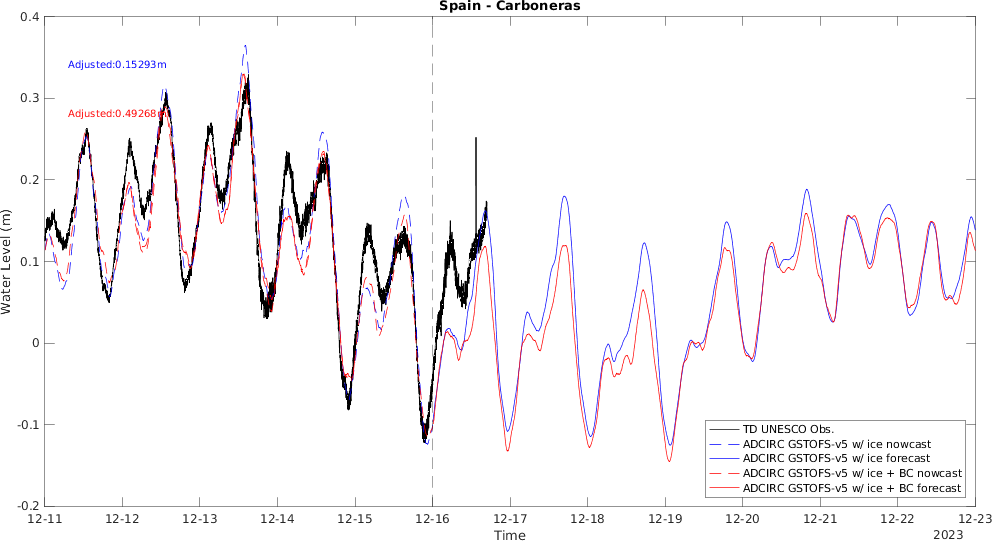 Spain - Carboneras
0.4
0.3
0.2
0.1
0
-0.1
-0.2
Water Level (m)
Adjusted:0.15293m
Adjusted:0.49268m
TD UNESCO Obs.
ADCIRC GSTOFS-v5 w/ ice nowcast
ADCIRC GSTOFS-v5 w/ ice forecast
ADCIRC GSTOFS-v5 w/ ice + BC nowcast
ADCIRC GSTOFS-v5 w/ ice + BC forecast
12-11 12-12 12-13 12-14 12-15 12-16 12-17 12-18 12-19 12-20 12-21 12-22 12-23
Time
2023